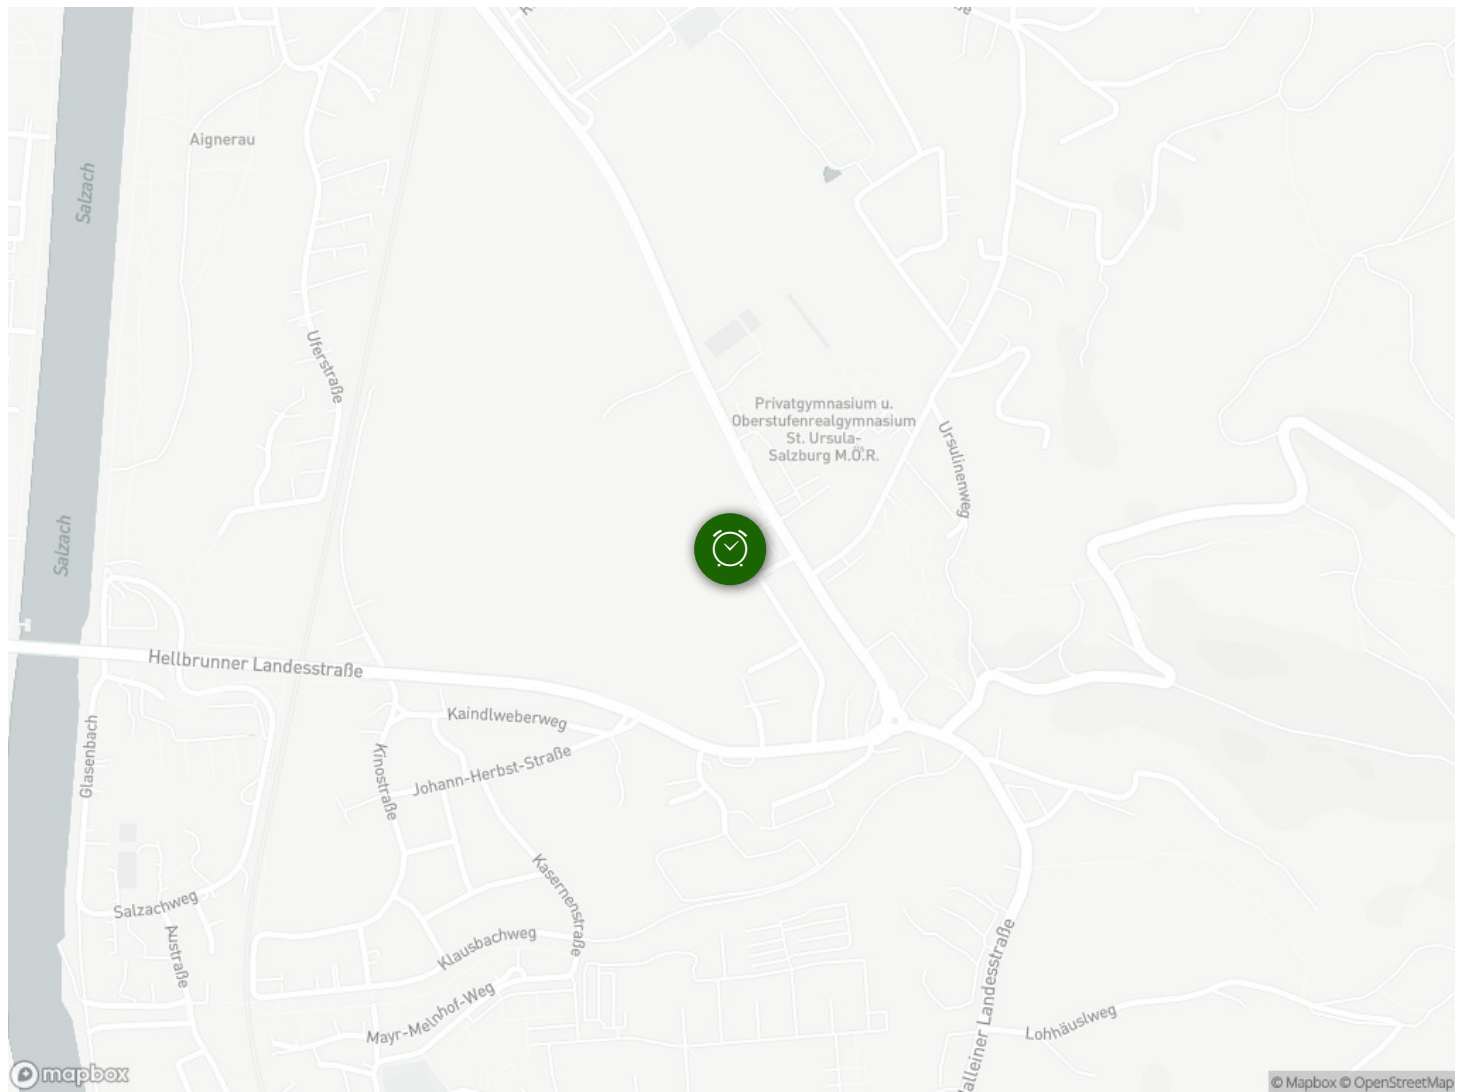 Aignerau
Salzach
Uferstraße
Privatgymnasium u.
Oberstufenrealgymnasium
St. Ursula-
Salzburg M.Ö.R.
Ursulinenweg
Salzach
Hellbrunner Landesstraße
Kaindlweberweg
Glasenbach
Kinostraße
Johann-Herbst-Straße
Kasernenstraße
Salzachweg
Austraße
Klausbachweg
Mayr-Melnhof-Weg
Halleiner Landesstraße
Lohhäuslweg
mapbox
© Mapbox © OpenStreetMap